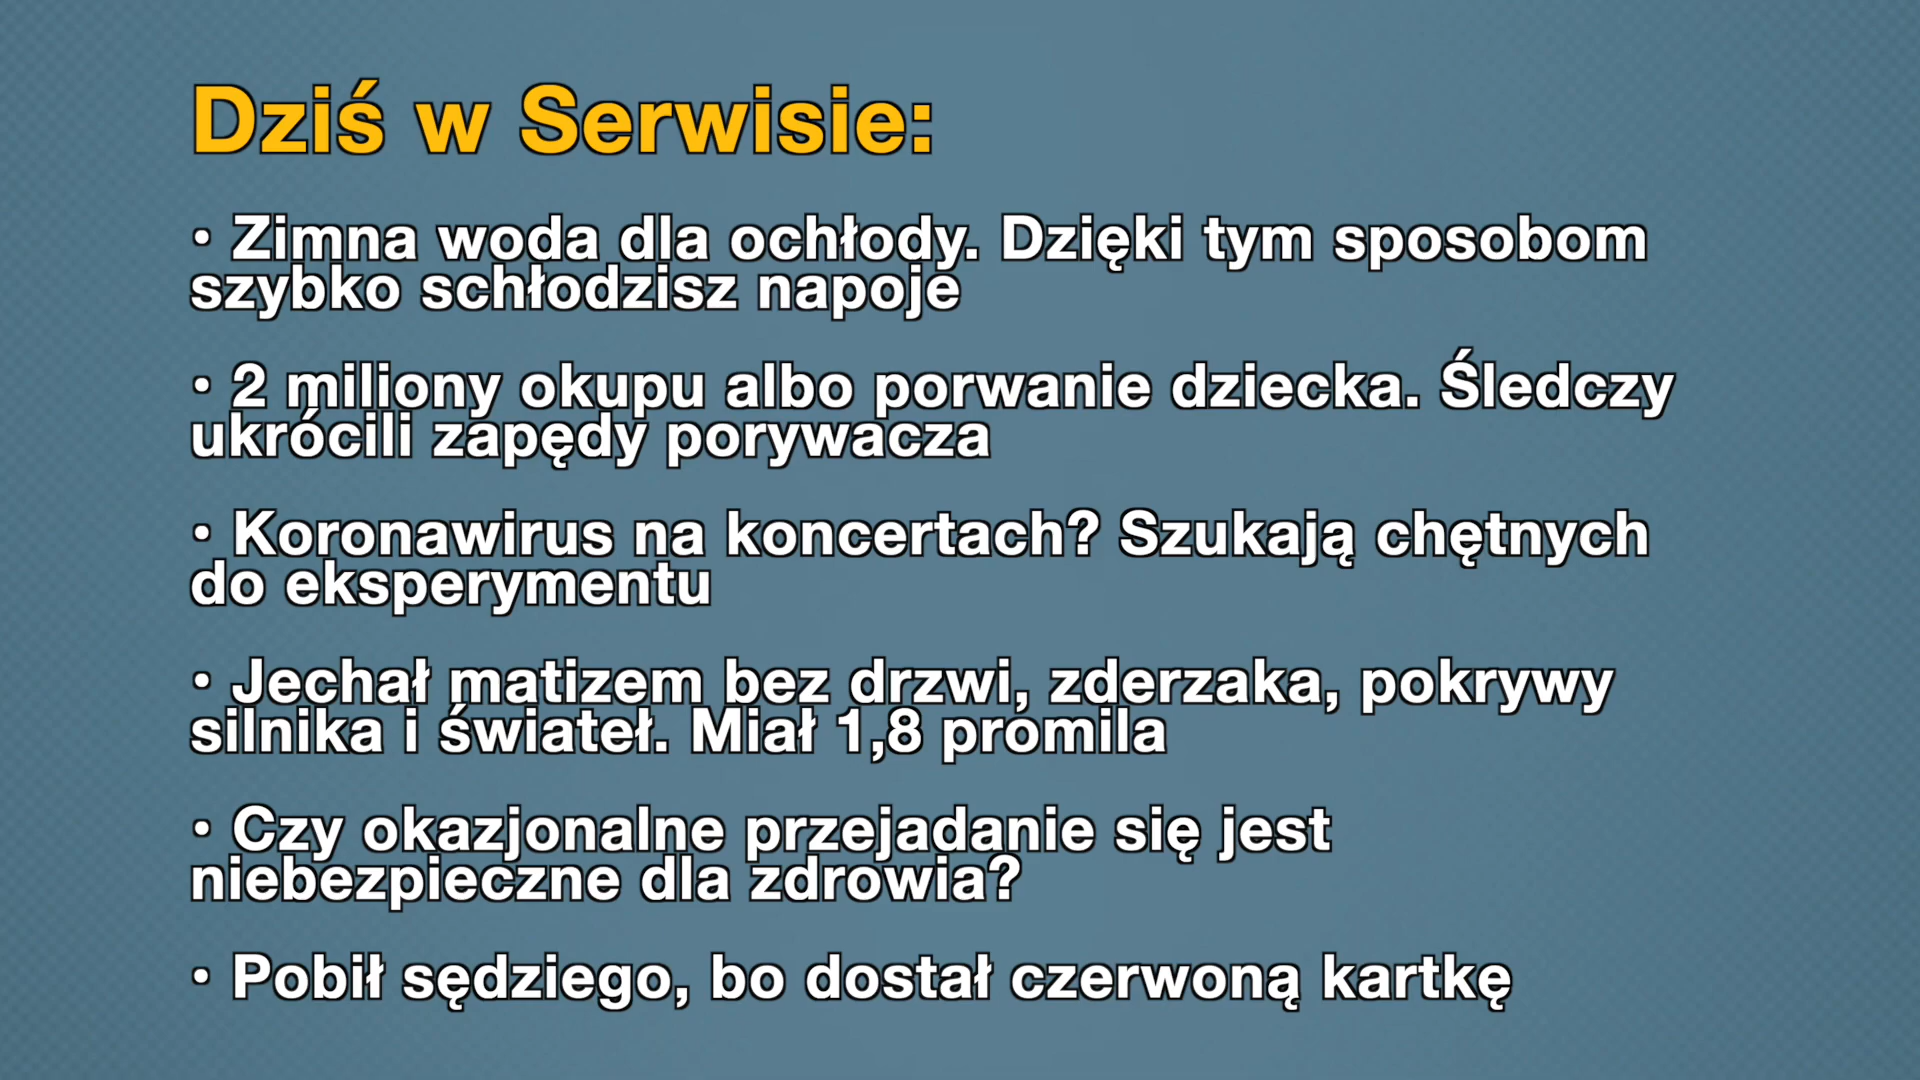 Dziś w Serwisie:
• Zimna woda dla ochłody. Dzięki tym sposobom
szybko schłodzisz napoje
• 2 miliony okupu albo porwanie dziecka. Śledczy
ukrócili zapędy porywacza
• Koronawirus na koncertach? Szukają chętnych
do eksperymentu
• Jechał matizem bez drzwi, zderzaka, pokrywy
silnika i świateł. Miał 1,8 promila
• Czy okazjonalne przejadanie się jest
niebezpieczne dla zdrowia?
• Pobił sędziego, bo dostał czerwoną kartkę